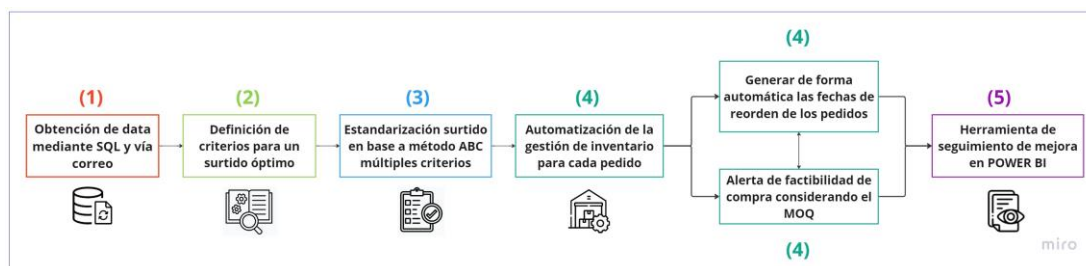 (1)
Obtención de data
mediante SQL y vía
correo
(2)
Definición de
criterios para un
surtido óptimo
(3)
Estandarización surtido
en base a método ABC
múltiples criterios
(4)
Automatización de la
gestión de inventario
para cada pedido
(4)
Generar de forma
automática las fechas de
reorden de los pedidos
Alerta de factibilidad de
compra considerando el
MOQ
(4)
(5)
Herramienta de
seguimiento de mejora
en POWER BI
miro